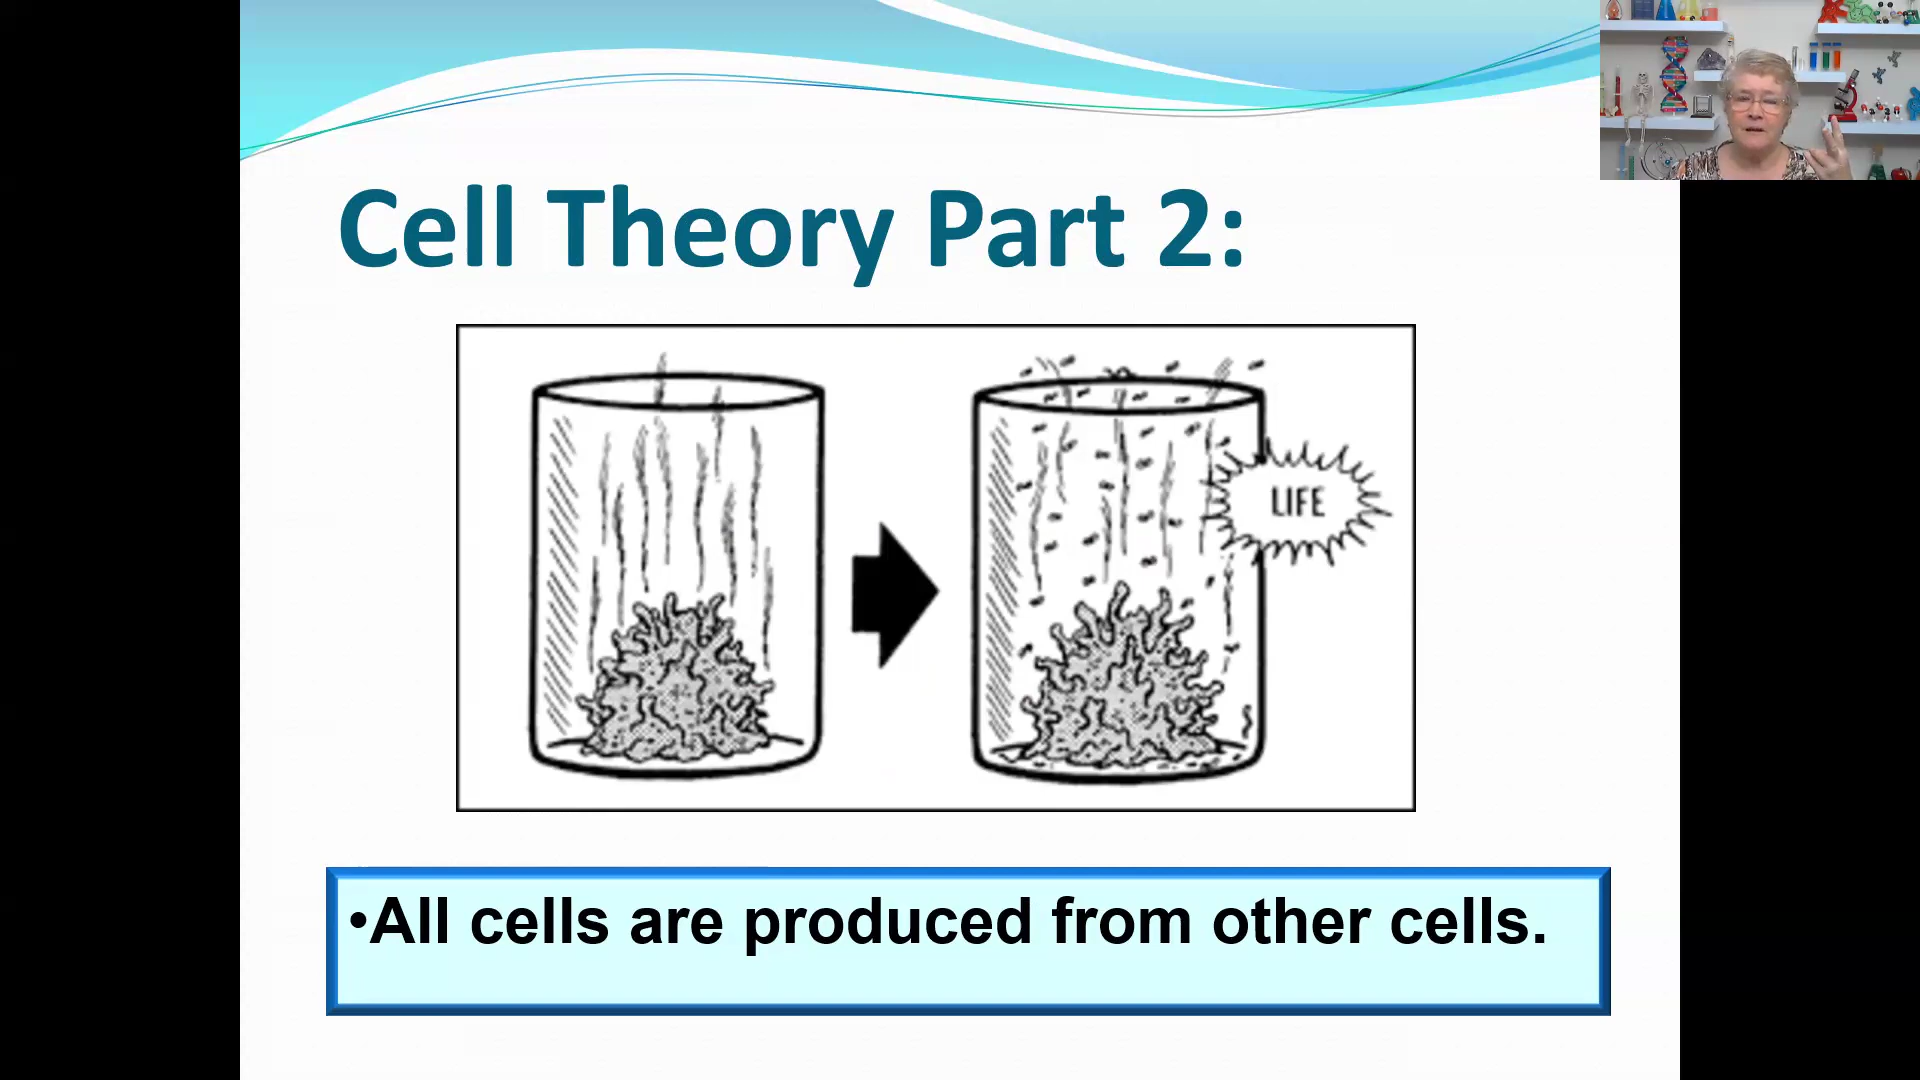 Cell Theory Part 2:
LIFE
•All cells are produced from other cells.